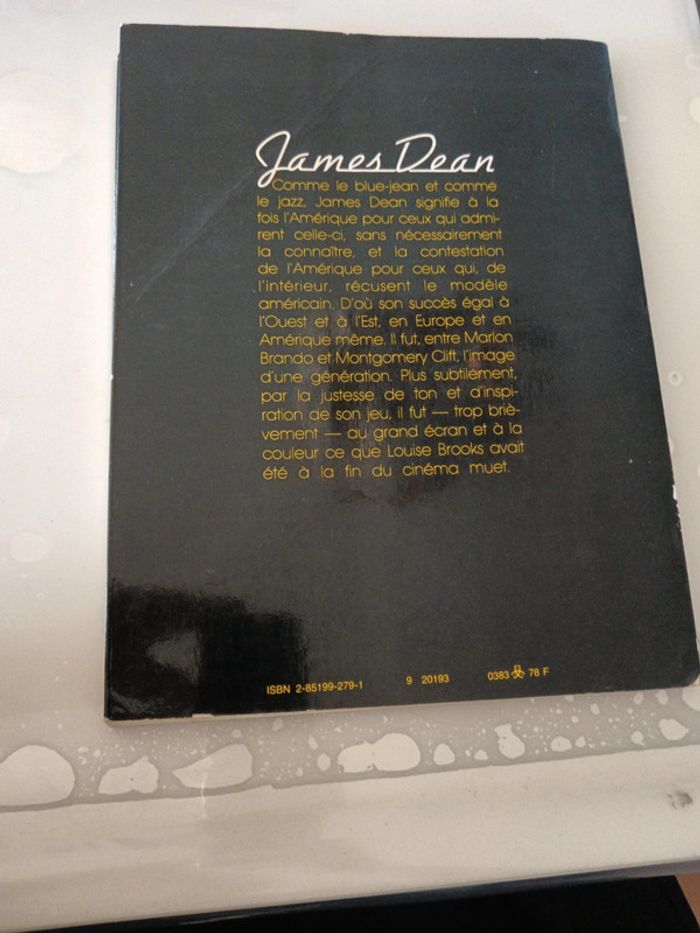 James Dean
Comme le blue-jean et comme
le jazz, James Dean signifie à la
fois l'Amérique pour ceux qui admi-
rent celle-ci, sans nécessairement
la connaître, et la contestation
de l'Amérique pour ceux qui, de
l'intérieur, récusent le modèle
américain. D'où son succès égal à
l'Ouest et à l'Est, en Europe et en
Amérique même. Il fut, entre Marlon
Brando et Montgomery Clift, l'image
d'une génération. Plus subtilement,
par la justesse de ton et d'inspi-
ration de son jeu, il fut — trop briè-
vement — au grand écran et à la
couleur ce que Louise Brooks avait
été à la fin du cinéma muet.
ISBN 2-85199-279-1 9 20193 0383 78 F